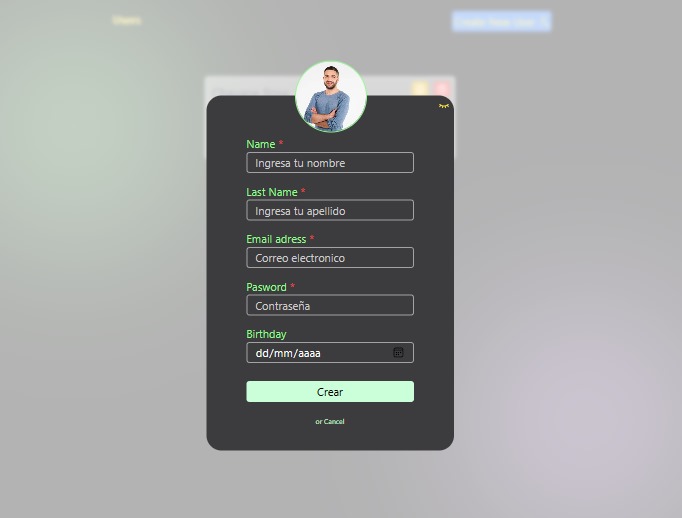 Users
Create New User
Name *
Ingresa tu nombre
Last Name *
Ingresa tu apellido
Email adress *
Correo electronico
Pasword *
Contraseña
Birthday
dd/mm/aaaa
Crear
or Cancel